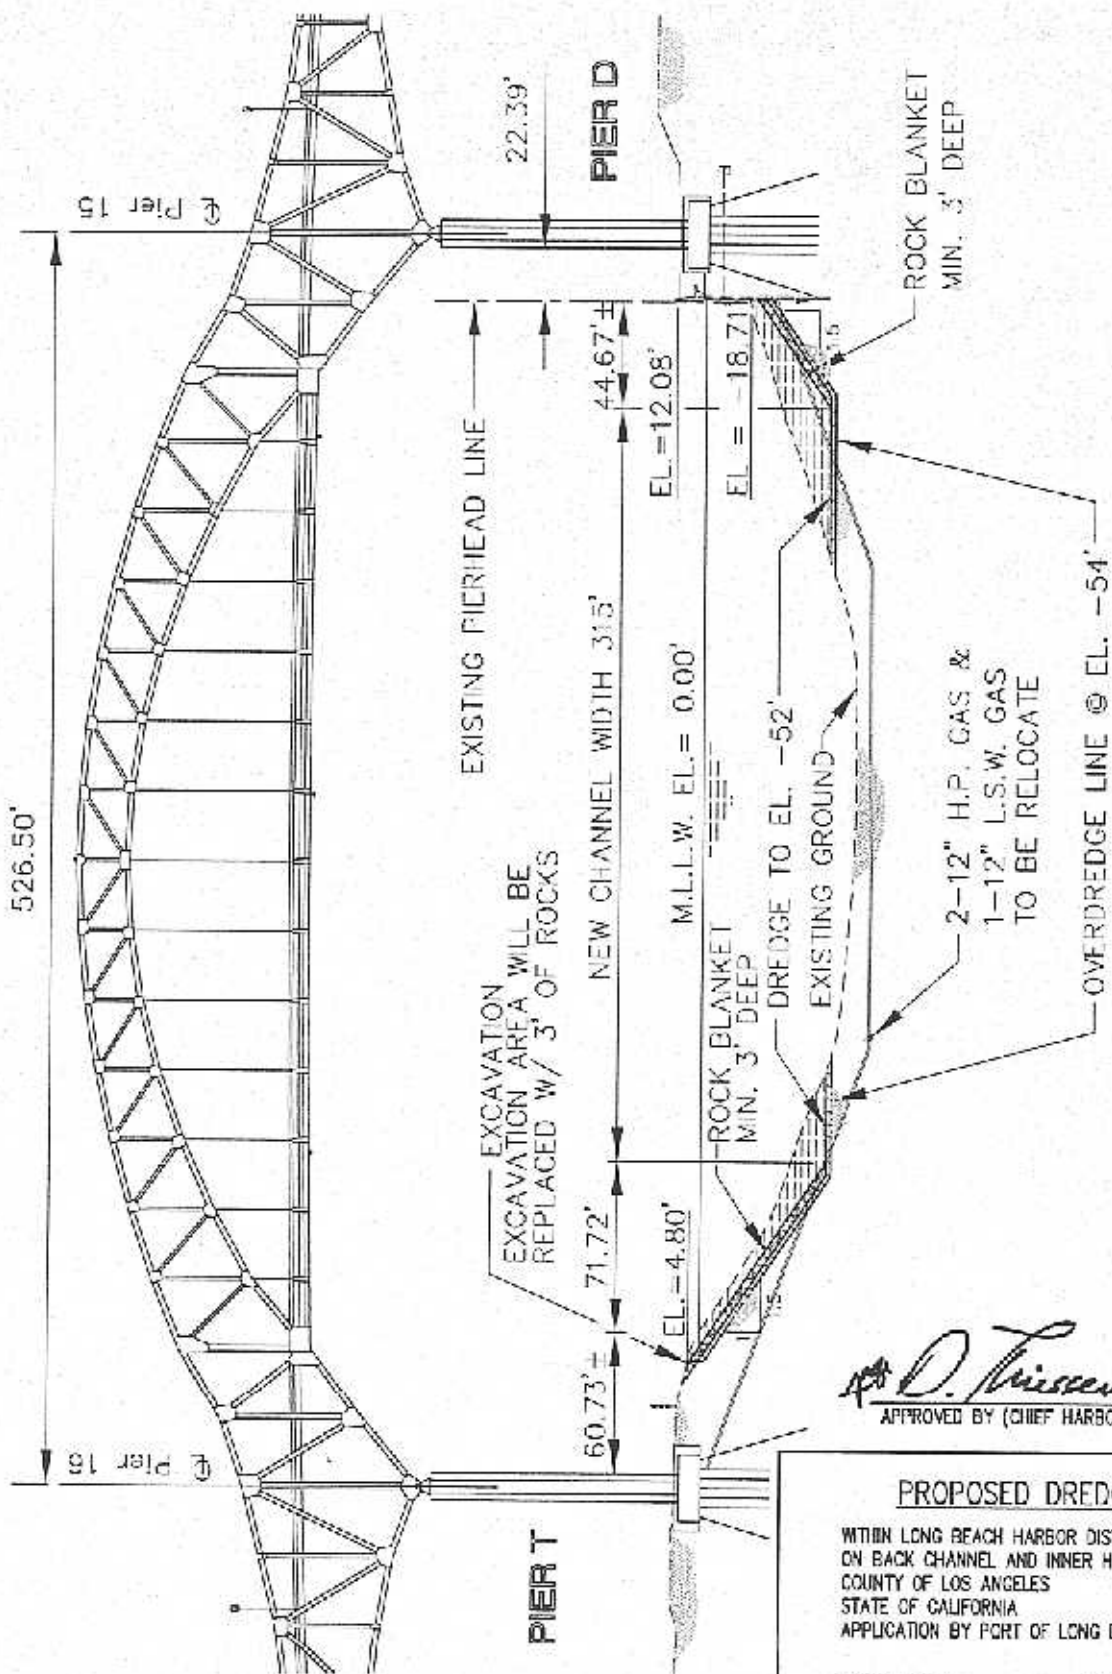 526.50'
℄ Pier 16
℄ Pier 15
PIER T
PIER D
22.39'
EXISTING PIERHEAD LINE
EXCAVATION
EXCAVATION AREA WILL BE
REPLACED W/ 3' OF ROCKS
60.73' ±
71.72'
NEW CHANNEL WIDTH 315'
44.67' ±
EL.-4.80'
M.L.L.W. EL.= 0.00'
EL.=12.08'
EL. = -18.71
ROCK BLANKET
MIN. 3' DEEP
DREDGE TO EL. -52'
EXISTING GROUND
ROCK BLANKET
MIN. 3' DEEP
1.5
1.5
2-12" H.P. GAS &
1-12" L.S.W. GAS
TO BE RELOCATE
OVERDREDGE LINE @ EL. -54'
APPROVED BY (CHIEF HARBO
PROPOSED DREDG
WITHIN LONG BEACH HARBOR DIS
ON BACK CHANNEL AND INNER H
COUNTY OF LOS ANGELES
STATE OF CALIFORNIA
APPLICATION BY PORT OF LONG B